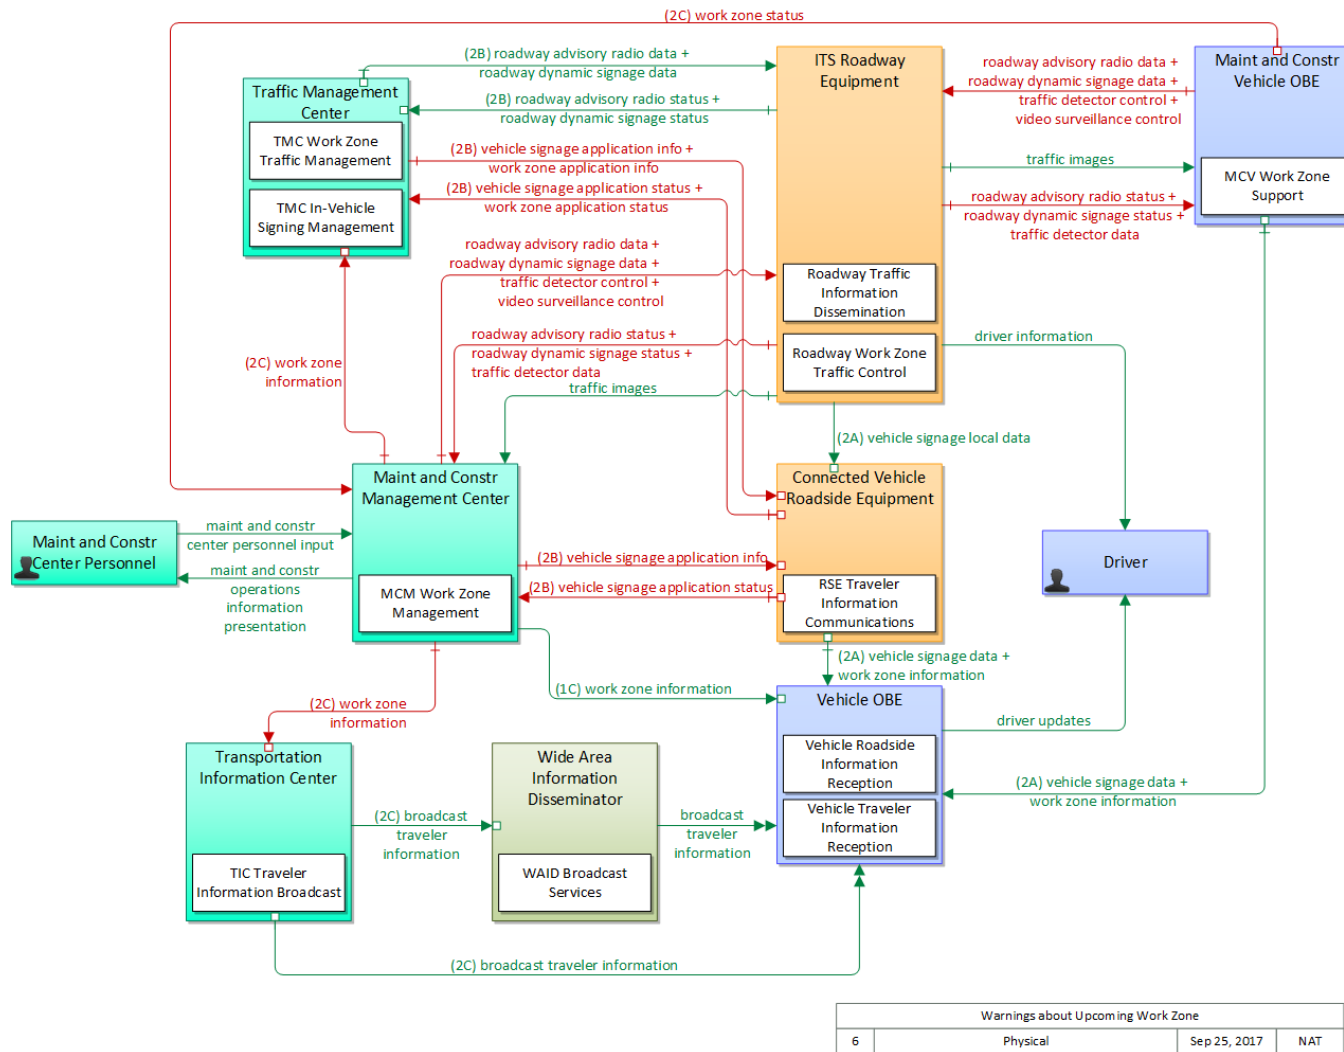 (2C) work zone status
(2B) roadway advisory radio data +
roadway dynamic signage data
ITS Roadway
Equipment
Maint and Constr
Vehicle OBE
roadway advisory radio data +
roadway dynamic signage data +
traffic detector control +
video surveillance control
Traffic Management
Center
(2B) roadway advisory radio status +
roadway dynamic signage status
TMC Work Zone
Traffic Management
(2B) vehicle signage application info +
work zone application info
traffic images
MCV Work Zone
Support
(2B) vehicle signage application status +
work zone application status
TMC In-Vehicle
Signing Management
roadway advisory radio status +
roadway dynamic signage status +
traffic detector data
roadway advisory radio data +
roadway dynamic signage data +
traffic detector control +
video surveillance control
Roadway Traffic
Information
Dissemination
roadway advisory radio status +
roadway dynamic signage status +
traffic detector data
Roadway Work Zone
Traffic Control
driver information
(2C) work zone
information
traffic images
(2A) vehicle signage local data
Maint and Constr
Management Center
Connected Vehicle
Roadside Equipment
maint and constr
center personnel input
Maint and Constr
Center Personnel
maint and constr
operations
information
presentation
(2B) vehicle signage application info
Driver
MCM Work Zone
Management
(2B) vehicle signage application status
RSE Traveler
Information
Communications
(2A) vehicle signage data +
work zone information
(1C) work zone information
Vehicle OBE
(2C) work zone
information
driver updates
Transportation
Information Center
Wide Area
Information
Disseminator
Vehicle Roadside
Information
Reception
(2A) vehicle signage data +
work zone information
(2C) broadcast
traveler
information
broadcast
traveler
information
Vehicle Traveler
Information
Reception
TIC Traveler
Information Broadcast
WAID Broadcast
Services
(2C) broadcast traveler information
Warnings about Upcoming Work Zone
6 Physical Sep 25, 2017 NAT